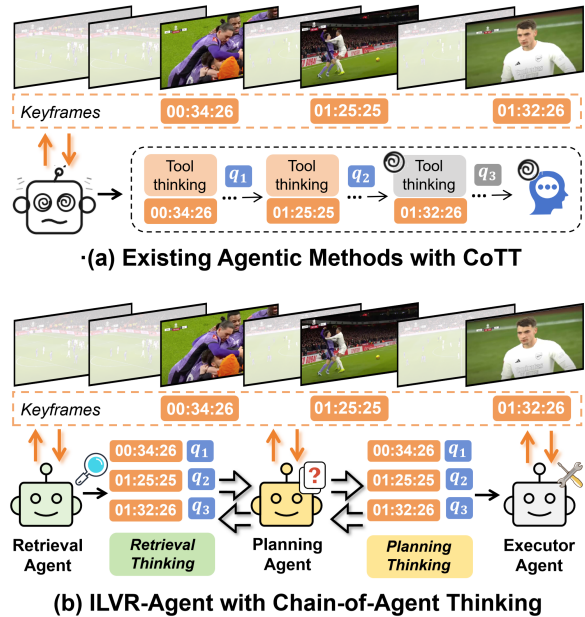 Keyframes 00:34:26 01:25:25 01:32:26
Tool thinking q1 Tool thinking q2 Tool thinking q3
... ... ... ...
00:34:26 01:25:25 01:32:26
·(a) Existing Agentic Methods with CoTT
Keyframes 00:34:26 01:25:25 01:32:26
00:34:26 q1 ? 00:34:26 q1
01:25:25 q2 01:25:25 q2
01:32:26 q3 01:32:26 q3
Retrieval Agent Retrieval Thinking Planning Agent Planning Thinking Executor Agent
(b) ILVR-Agent with Chain-of-Agent Thinking